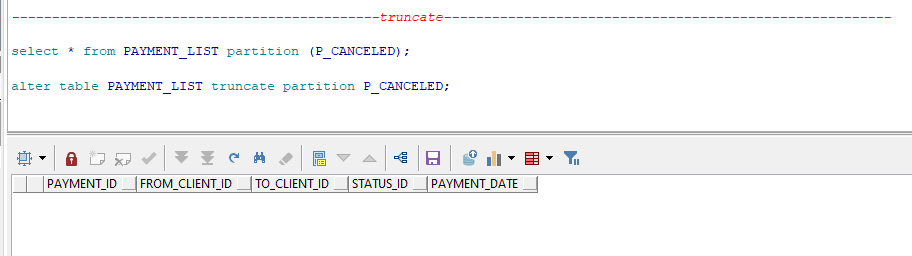 ----------------------------------------------truncate--------------------------------------------------------
select * from PAYMENT_LIST partition (P_CANCELED);
alter table PAYMENT_LIST truncate partition P_CANCELED;
PAYMENT_ID FROM_CLIENT_ID TO_CLIENT_ID STATUS_ID PAYMENT_DATE